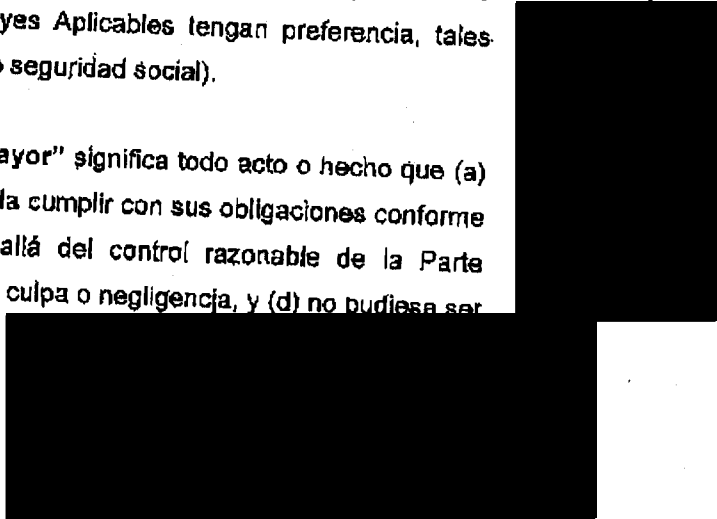 yes Aplicables tengan preferencia, tales
seguridad social).
ayor” significa todo acto o hecho que (a)
da cumplir con sus obligaciones conforme
allá del control razonable de la Parte
culpa o negligencia, y (d) no pudiese ser